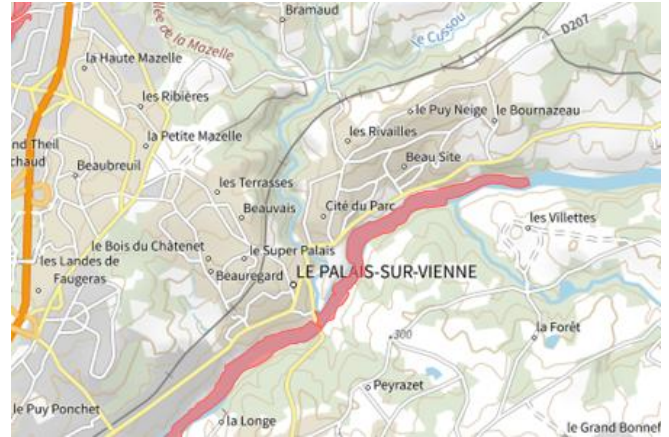 Bramaud
le Cussou
D207
la Haute Mazelle
de la Mazelle
les Ribières
le Puy Neige
le Bournazeau
la Petite Mazelle
les Rivailles
Beaubreuil
Beau Site
les Terrasses
Beauvais
Cité du Parc
les Villettes
le Bois du Châtenet
le Super Palais
les Landes de
Faugeras
Beauregard
LE PALAIS-SUR-VIENNE
la Forêt
300
Peyrazet
le Puy Ponchet
la Longe
le Grand Bonnef